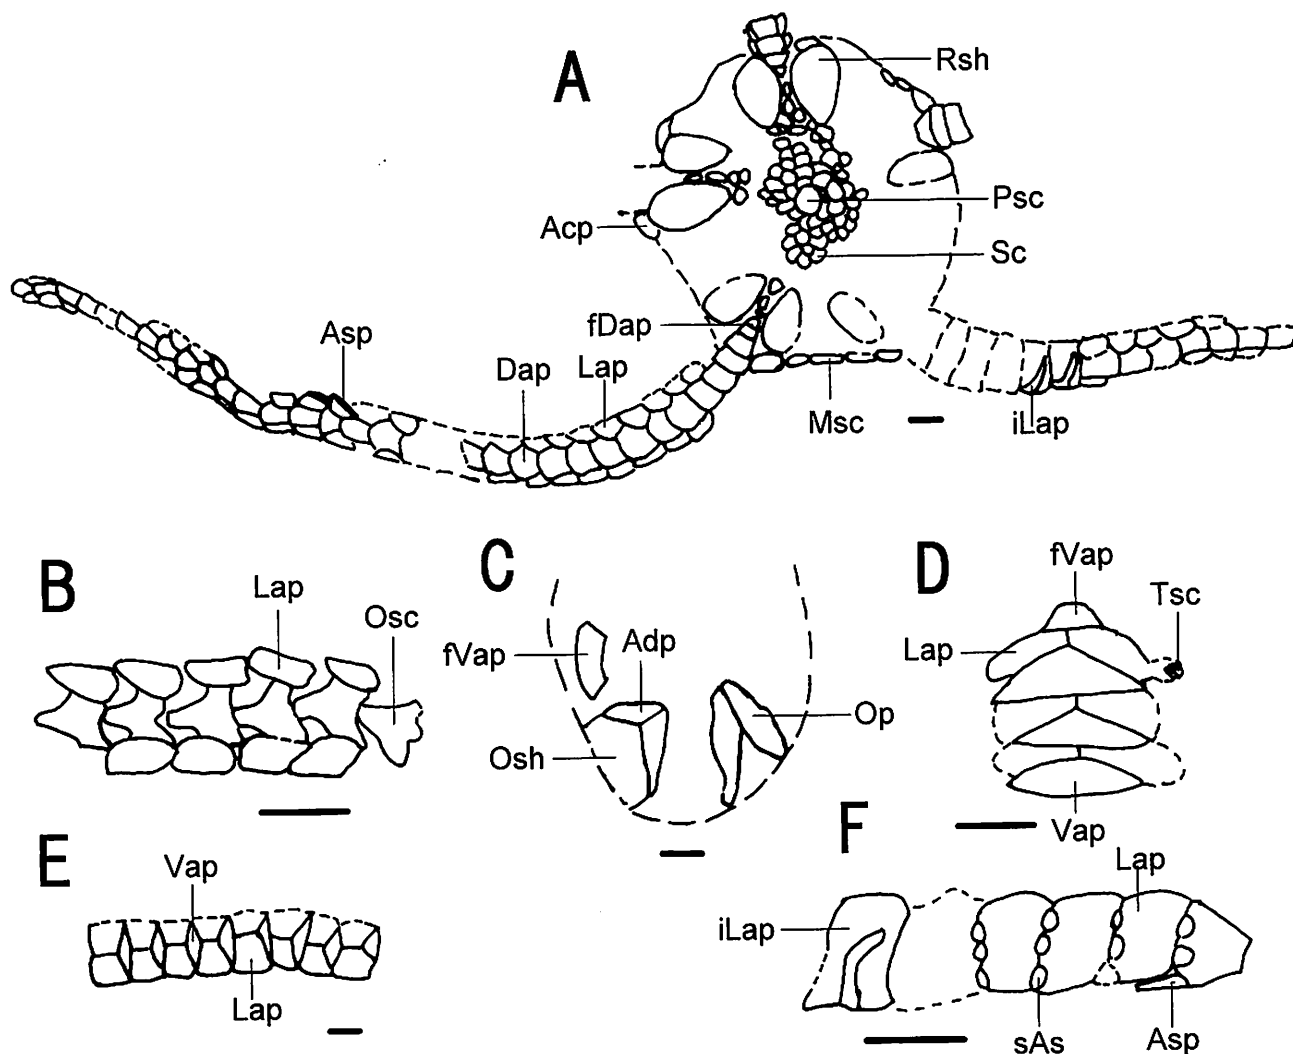 A
Rsh
Psc
Acp
Sc
fDap
Asp
Dap
Lap
Msc
iLap
B
Lap
Osc
C
fVap
Adp
Osh
Op
D
fVap
Tsc
Lap
Vap
E
Vap
Lap
F
Lap
iLap
sAs
Asp